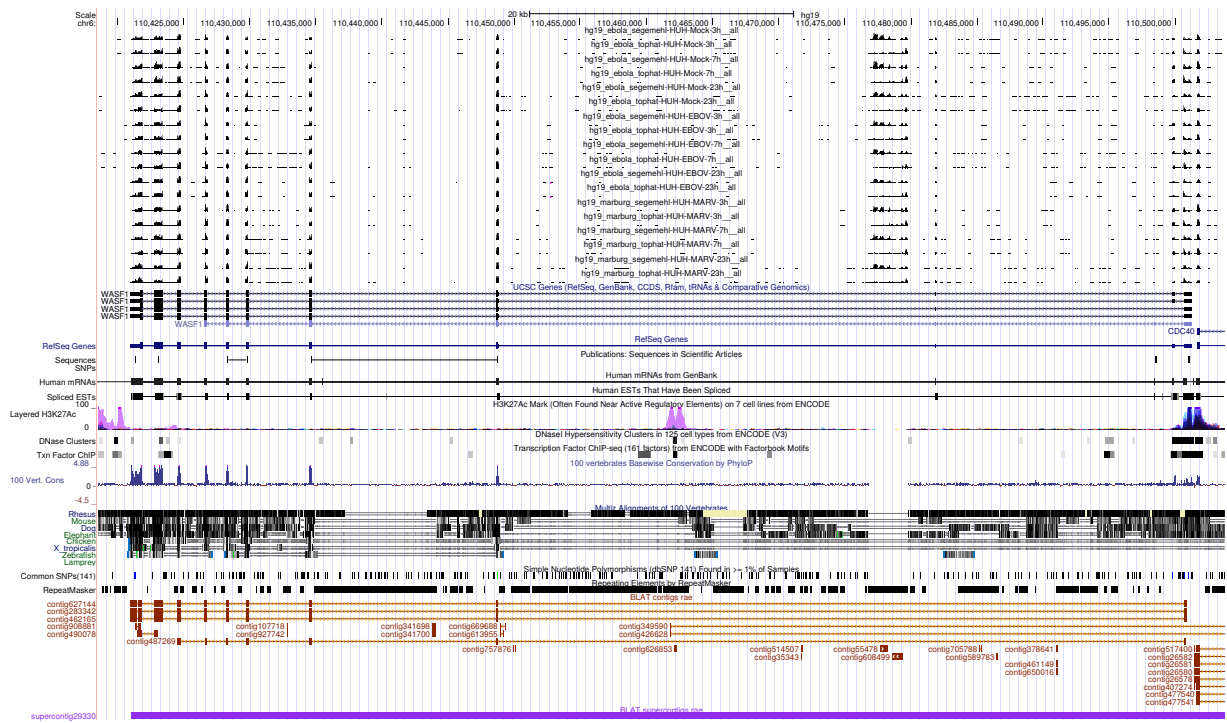 Scale 20 kb hg19
chr6: 110,425,000 110,430,000 110,435,000 110,440,000 110,445,000 110,450,000 110,455,000 110,460,000 110,465,000 110,470,000 110,475,000 110,480,000 110,485,000 110,490,000 110,495,000 110,500,000
hg19_ebola_segemehl-HUH-Mock-3h__all
hg19_ebola_tophat-HUH-Mock-3h__all
hg19_ebola_segemehl-HUH-Mock-7h__all
hg19_ebola_tophat-HUH-Mock-7h__all
hg19_ebola_segemehl-HUH-Mock-23h__all
hg19_ebola_tophat-HUH-Mock-23h__all
hg19_ebola_segemehl-HUH-EBOV-3h__all
hg19_ebola_tophat-HUH-EBOV-3h__all
hg19_ebola_segemehl-HUH-EBOV-7h__all
hg19_ebola_tophat-HUH-EBOV-7h__all
hg19_ebola_segemehl-HUH-EBOV-23h__all
hg19_ebola_tophat-HUH-EBOV-23h__all
hg19_marburg_segemehl-HUH-MARV-3h__all
hg19_marburg_tophat-HUH-MARV-3h__all
hg19_marburg_segemehl-HUH-MARV-7h__all
hg19_marburg_tophat-HUH-MARV-7h__all
hg19_marburg_segemehl-HUH-MARV-23h__all
hg19_marburg_tophat-HUH-MARV-23h__all
UCSC Genes (RefSeq, GenBank, CCDS, Rfam, tRNAs & Comparative Genomics)
WASF1
WASF1
WASF1
WASF1
WASF1
CDC40
RefSeq Genes
RefSeq Genes
Publications: Sequences in Scientific Articles
Sequences
SNPs
Human mRNAs from GenBank
Human mRNAs
Human ESTs That Have Been Spliced
Spliced ESTs
H3K27Ac Mark (Often Found Near Active Regulatory Elements) on 7 cell lines from ENCODE
100
Layered H3K27Ac
0
DNaseI Hypersensitivity Clusters in 125 cell types from ENCODE (V3)
DNase Clusters
Transcription Factor ChIP-seq (161 factors) from ENCODE with Factorbook Motifs
Txn Factor ChIP
100 vertebrates Basewise Conservation by PhyloP
4.88
100 Vert. Cons
0
-4.5
Multiz Alignments of 100 Vertebrates
Rhesus
Mouse
Dog
Elephant
Chicken
X_tropicalis
Zebrafish
Lamprey
Simple Nucleotide Polymorphisms (dbSNP 141) Found in >= 1% of Samples
Common SNPs(141)
Repeating Elements by RepeatMasker
RepeatMasker
BLAT contigs rae
contig627144
contig283342
contig462165
contig908881 contig107718 contig341698 contig669688 contig349590
contig490078 contig927742 contig341700 contig613955 contig426628
contig487269
contig757876 contig626853 contig514507 contig55478 contig705788 contig378641 contig517400
contig35343 contig608499 contig589783 contig26582
contig461149 contig26581
contig650016 contig26580
contig26578
contig407274
contig477540
contig477541
BLAT supercontigs rae
supercontig29330